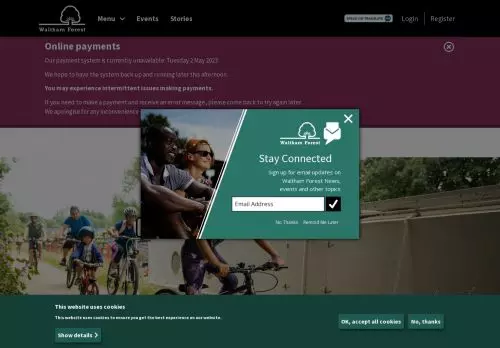 Waltham Forest
Menu
Events
Stories
Login
Register
Online payments
Our payment system is currently unavailable: Tuesday 2 May 2023
We hope to have the system back up and running later this afternoon.
You may experience intermittent issues making payments.
If you need to make a payment and receive an error message, please come back to try again later.
We apologise for any inconvenience
Waltham Forest
Stay Connected
Sign up for email updates on
Waltham Forest News,
events and other topics
Email Address
No Thanks
Remind Me Later
This website uses cookies
This website uses cookies to ensure you get the best experience on our website.
OK, accept all cookies
No, thanks
Show details